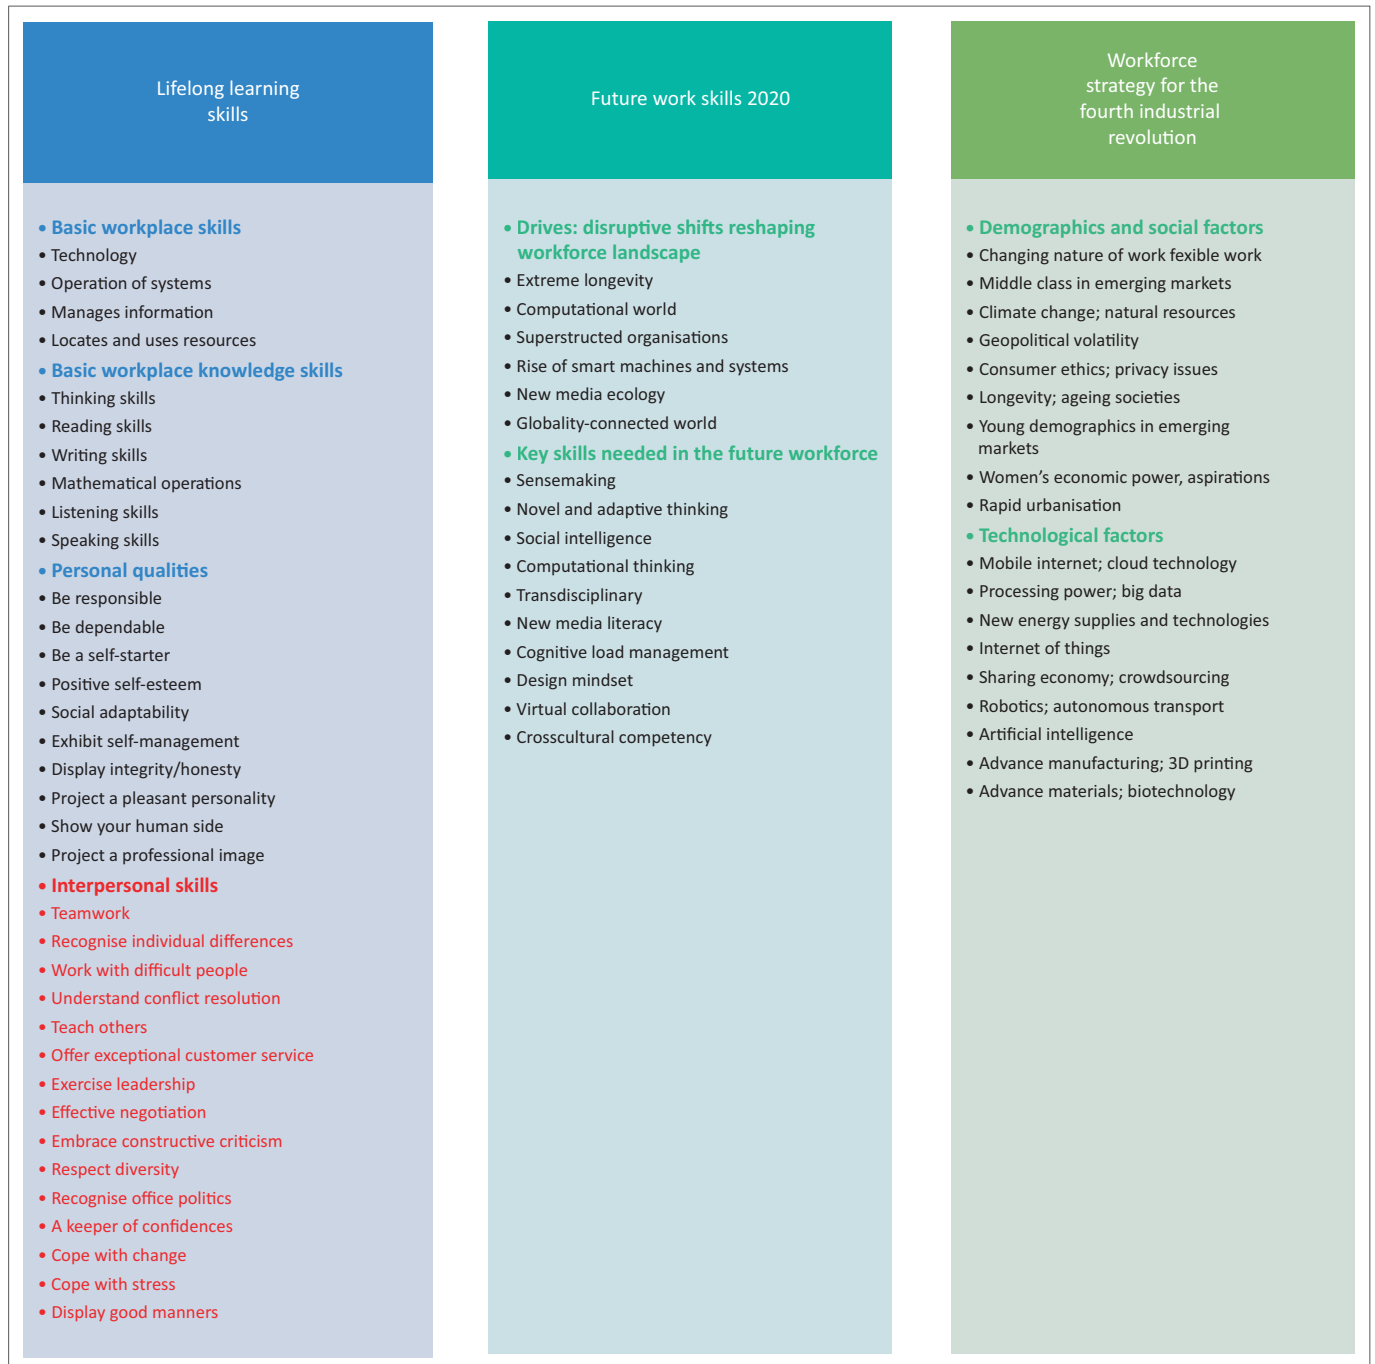 Lifelong learning
skills
• Basic workplace skills
• Technology
• Operation of systems
• Manages information
• Locates and uses resources
• Basic workplace knowledge skills
• Thinking skills
• Reading skills
• Writing skills
• Mathematical operations
• Listening skills
• Speaking skills
• Personal qualities
• Be responsible
• Be dependable
• Be a self-starter
• Positive self-esteem
• Social adaptability
• Exhibit self-management
• Display integrity/honesty
• Project a pleasant personality
• Show your human side
• Project a professional image
• Interpersonal skills
• Teamwork
• Recognise individual differences
• Work with difficult people
• Understand conflict resolution
• Teach others
• Offer exceptional customer service
• Exercise leadership
• Effective negotiation
• Embrace constructive criticism
• Respect diversity
• Recognise office politics
• A keeper of confidences
• Cope with change
• Cope with stress
• Display good manners
Future work skills 2020
• Drives: disruptive shifts reshaping
workforce landscape
• Extreme longevity
• Computational world
• Superstructed organisations
• Rise of smart machines and systems
• New media ecology
• Globality-connected world
• Key skills needed in the future workforce
• Sensemaking
• Novel and adaptive thinking
• Social intelligence
• Computational thinking
• Transdisciplinary
• New media literacy
• Cognitive load management
• Design mindset
• Virtual collaboration
• Crosscultural competency
Workforce
strategy for the
fourth industrial
revolution
• Demographics and social factors
• Changing nature of work fexible work
• Middle class in emerging markets
• Climate change; natural resources
• Geopolitical volatility
• Consumer ethics; privacy issues
• Longevity; ageing societies
• Young demographics in emerging
markets
• Women’s economic power, aspirations
• Rapid urbanisation
• Technological factors
• Mobile internet; cloud technology
• Processing power; big data
• New energy supplies and technologies
• Internet of things
• Sharing economy; crowdsourcing
• Robotics; autonomous transport
• Artificial intelligence
• Advance manufacturing; 3D printing
• Advance materials; biotechnology